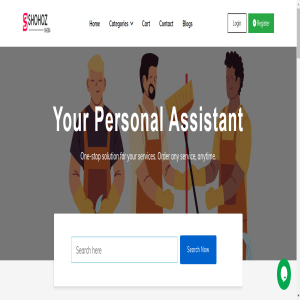 SHOHOZ
Home Categories Cart Contact Blogs
Login Register
Your Personal Assistant
One-stop solution for your services. Order any service, anytime.
Search here
Search Now